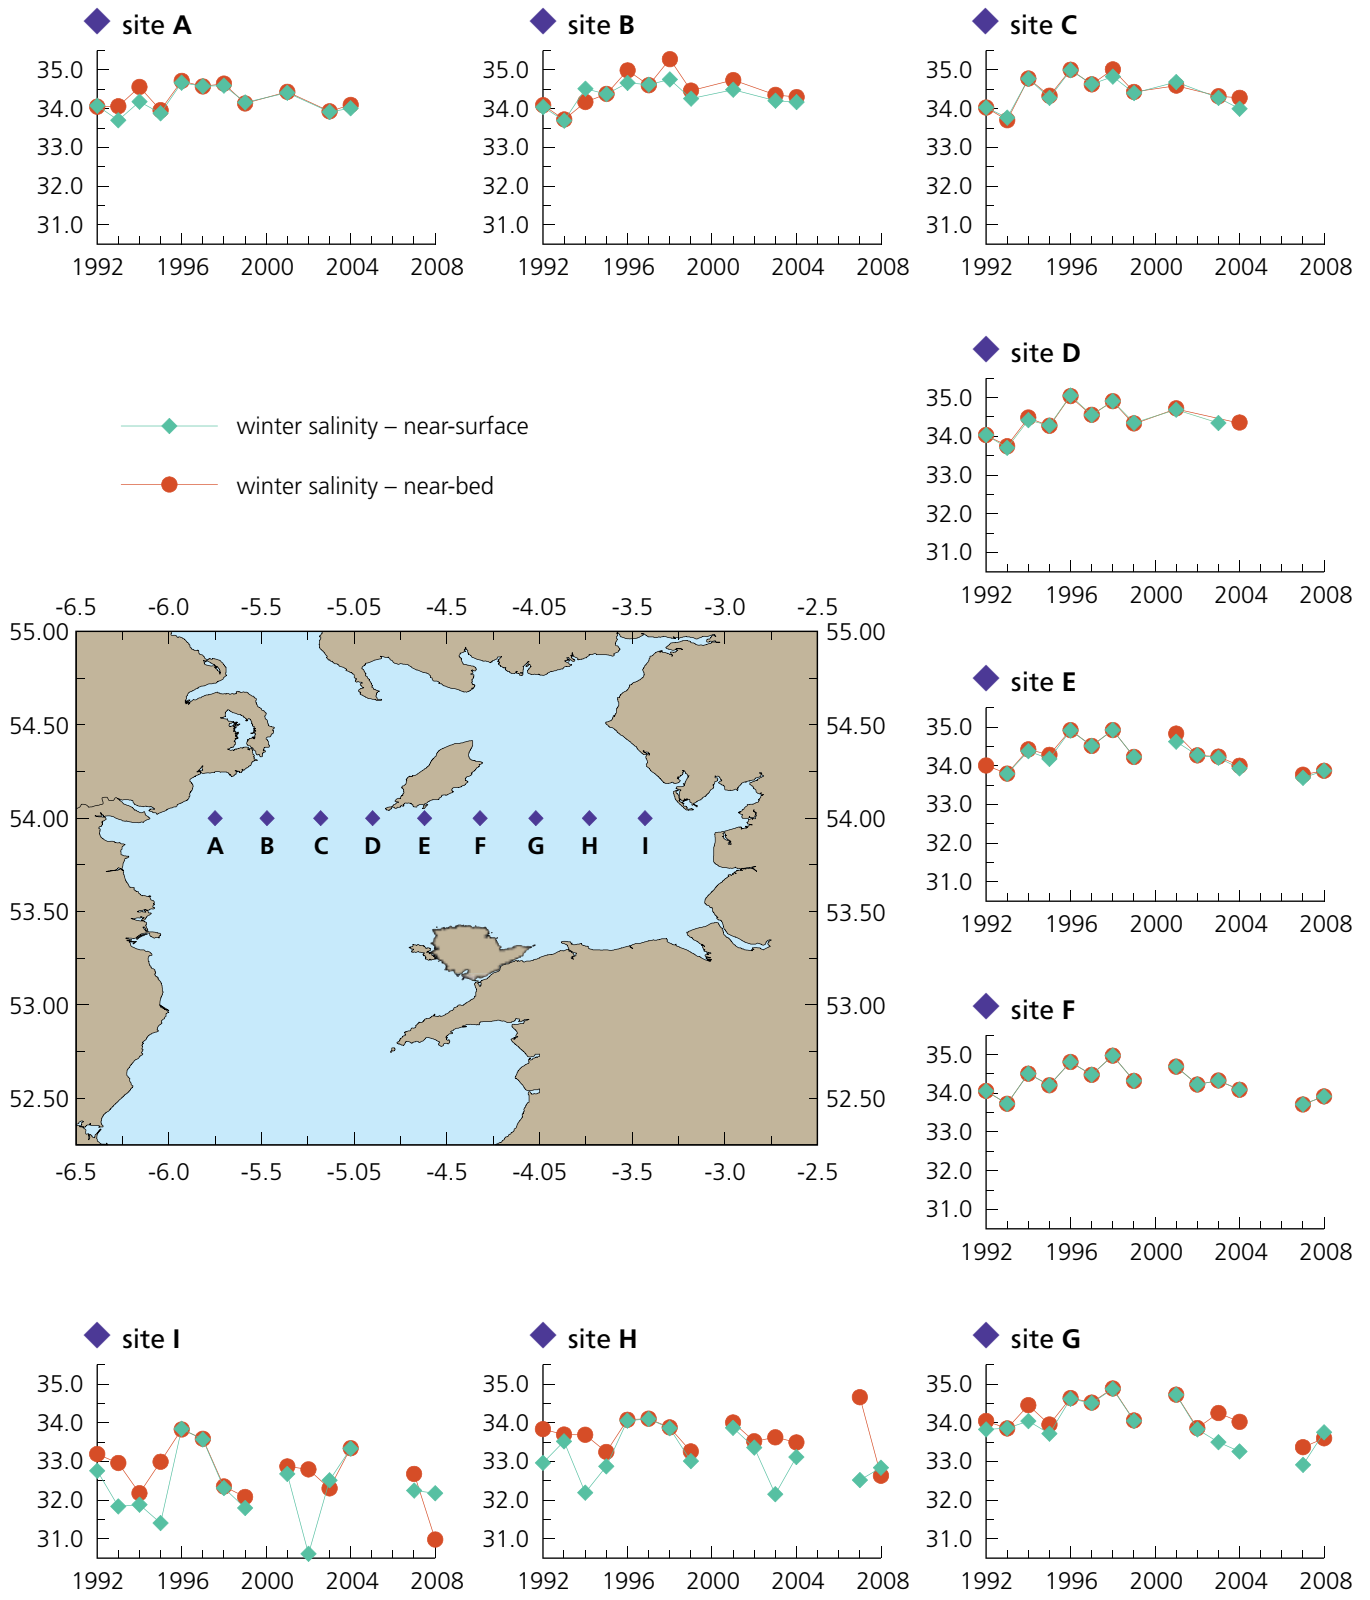 site A
35.0
34.0
33.0
32.0
31.0
1992 1996 2000 2004 2008
site B
35.0
34.0
33.0
32.0
31.0
1992 1996 2000 2004 2008
site C
35.0
34.0
33.0
32.0
31.0
1992 1996 2000 2004 2008
site D
35.0
34.0
33.0
32.0
31.0
1992 1996 2000 2004 2008
winter salinity – near-surface
winter salinity – near-bed
-6.5 -6.0 -5.5 -5.05 -4.5 -4.05 -3.5 -3.0 -2.5
55.00 55.00
54.50 54.50
54.00 54.00
A B C D E F G H I
53.50 53.50
53.00 53.00
52.50 52.50
-6.5 -6.0 -5.5 -5.05 -4.5 -4.05 -3.5 -3.0 -2.5
site E
35.0
34.0
33.0
32.0
31.0
1992 1996 2000 2004 2008
site F
35.0
34.0
33.0
32.0
31.0
1992 1996 2000 2004 2008
site I
35.0
34.0
33.0
32.0
31.0
1992 1996 2000 2004 2008
site H
35.0
34.0
33.0
32.0
31.0
1992 1996 2000 2004 2008
site G
35.0
34.0
33.0
32.0
31.0
1992 1996 2000 2004 2008